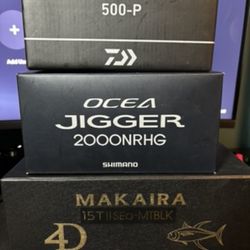 500-P
OCEA
JIGGER
2000NRHG
SHIMANO
MAKAIRA
15TIISEa-MTBLK
4D